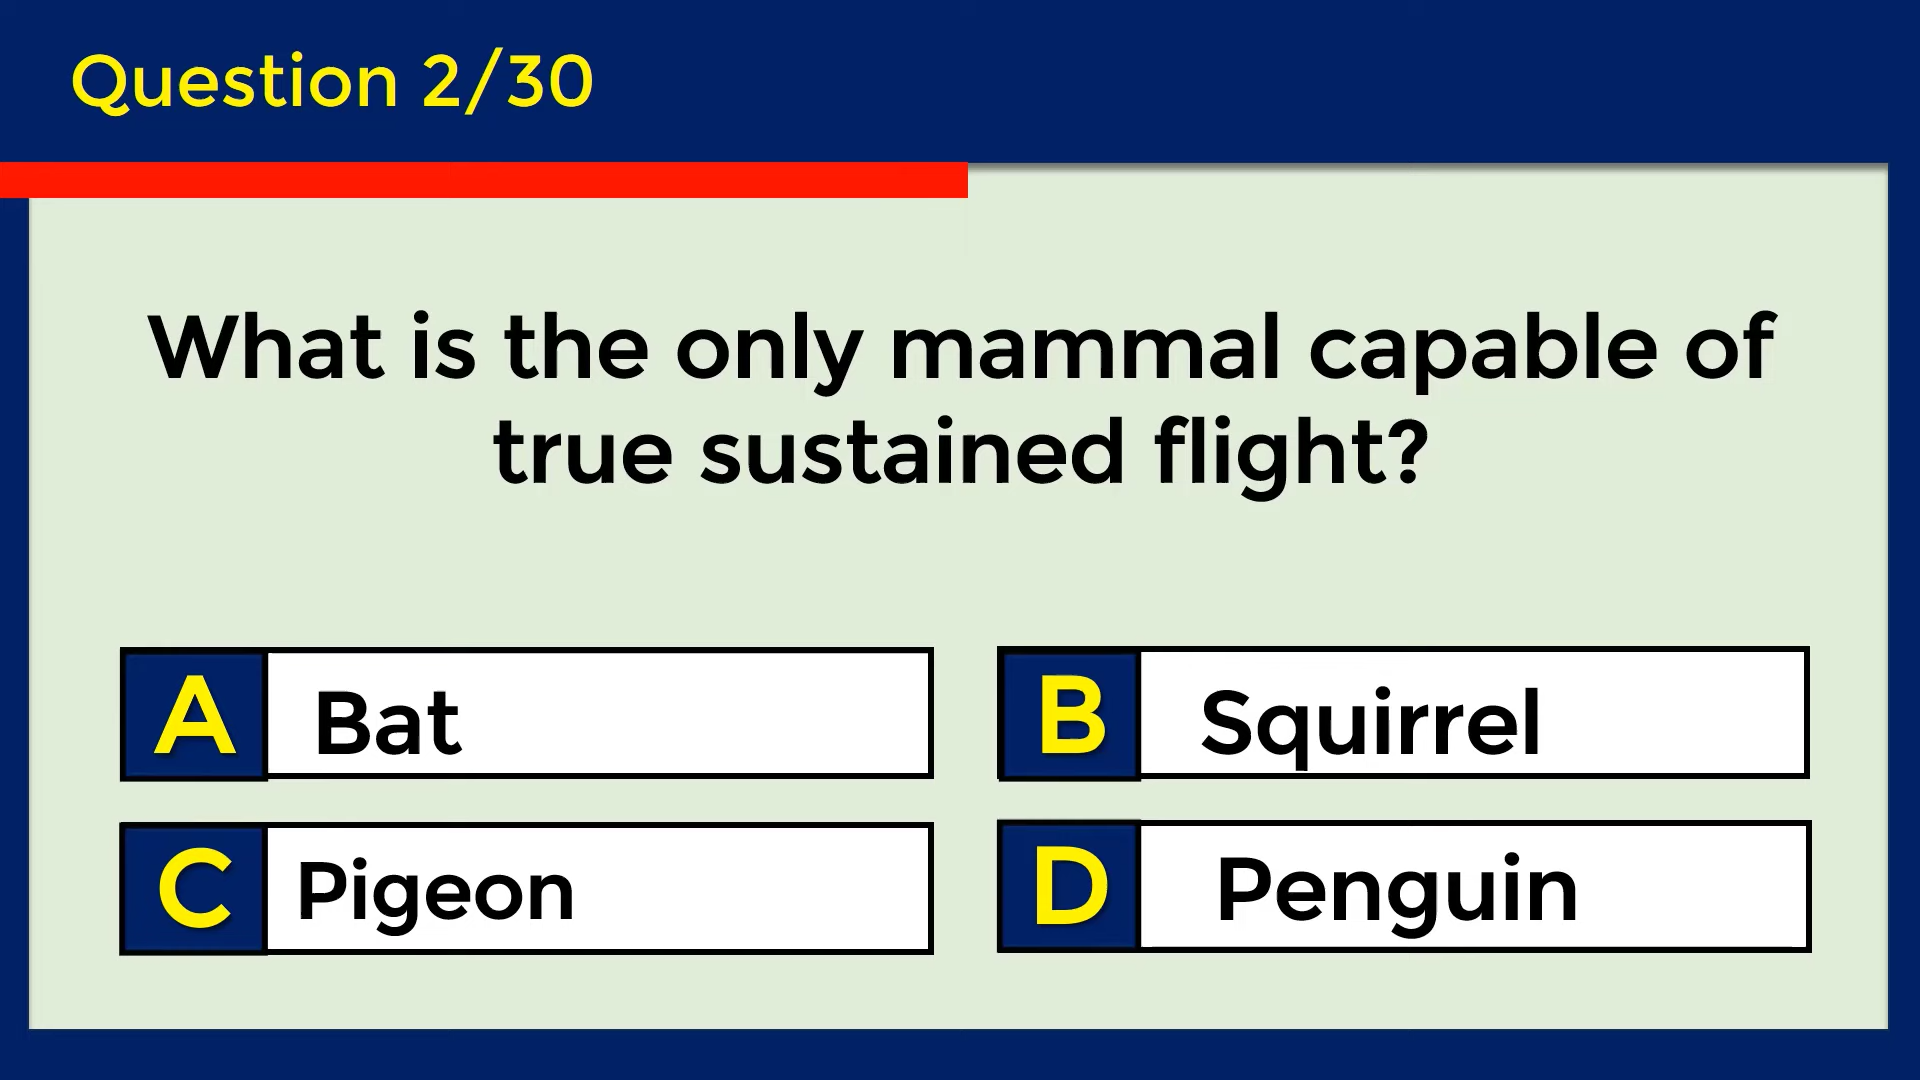 Question 2/30
What is the only mammal capable of
true sustained flight?
A Bat
B Squirrel
C Pigeon
D Penguin